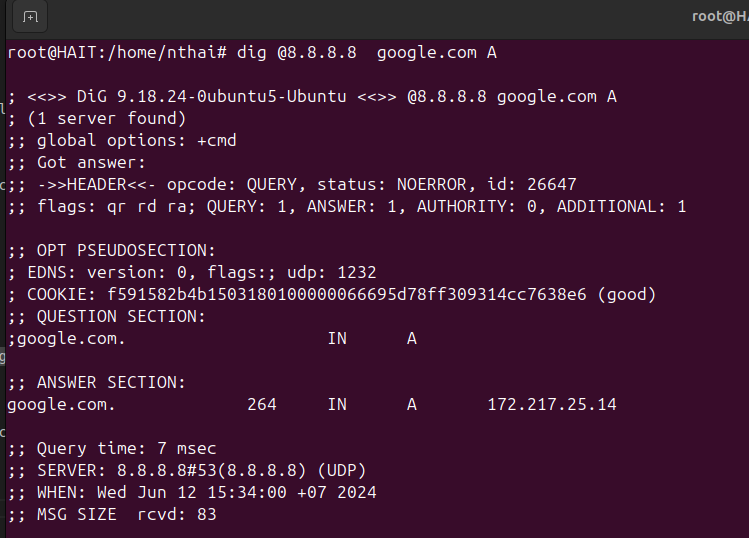 root@HA
root@HAIT:/home/nthai# dig @8.8.8.8  google.com A
; <<>> DiG 9.18.24-0ubuntu5-Ubuntu <<>> @8.8.8.8 google.com A
; (1 server found)
;; global options: +cmd
;; Got answer:
;; ->>HEADER<<- opcode: QUERY, status: NOERROR, id: 26647
;; flags: qr rd ra; QUERY: 1, ANSWER: 1, AUTHORITY: 0, ADDITIONAL: 1
;; OPT PSEUDOSECTION:
; EDNS: version: 0, flags:; udp: 1232
; COOKIE: f591582b4b1503180100000066695d78ff309314cc7638e6 (good)
;; QUESTION SECTION:
;google.com.                    IN      A
;; ANSWER SECTION:
google.com.             264     IN      A       172.217.25.14
;; Query time: 7 msec
;; SERVER: 8.8.8.8#53(8.8.8.8) (UDP)
;; WHEN: Wed Jun 12 15:34:00 +07 2024
;; MSG SIZE  rcvd: 83